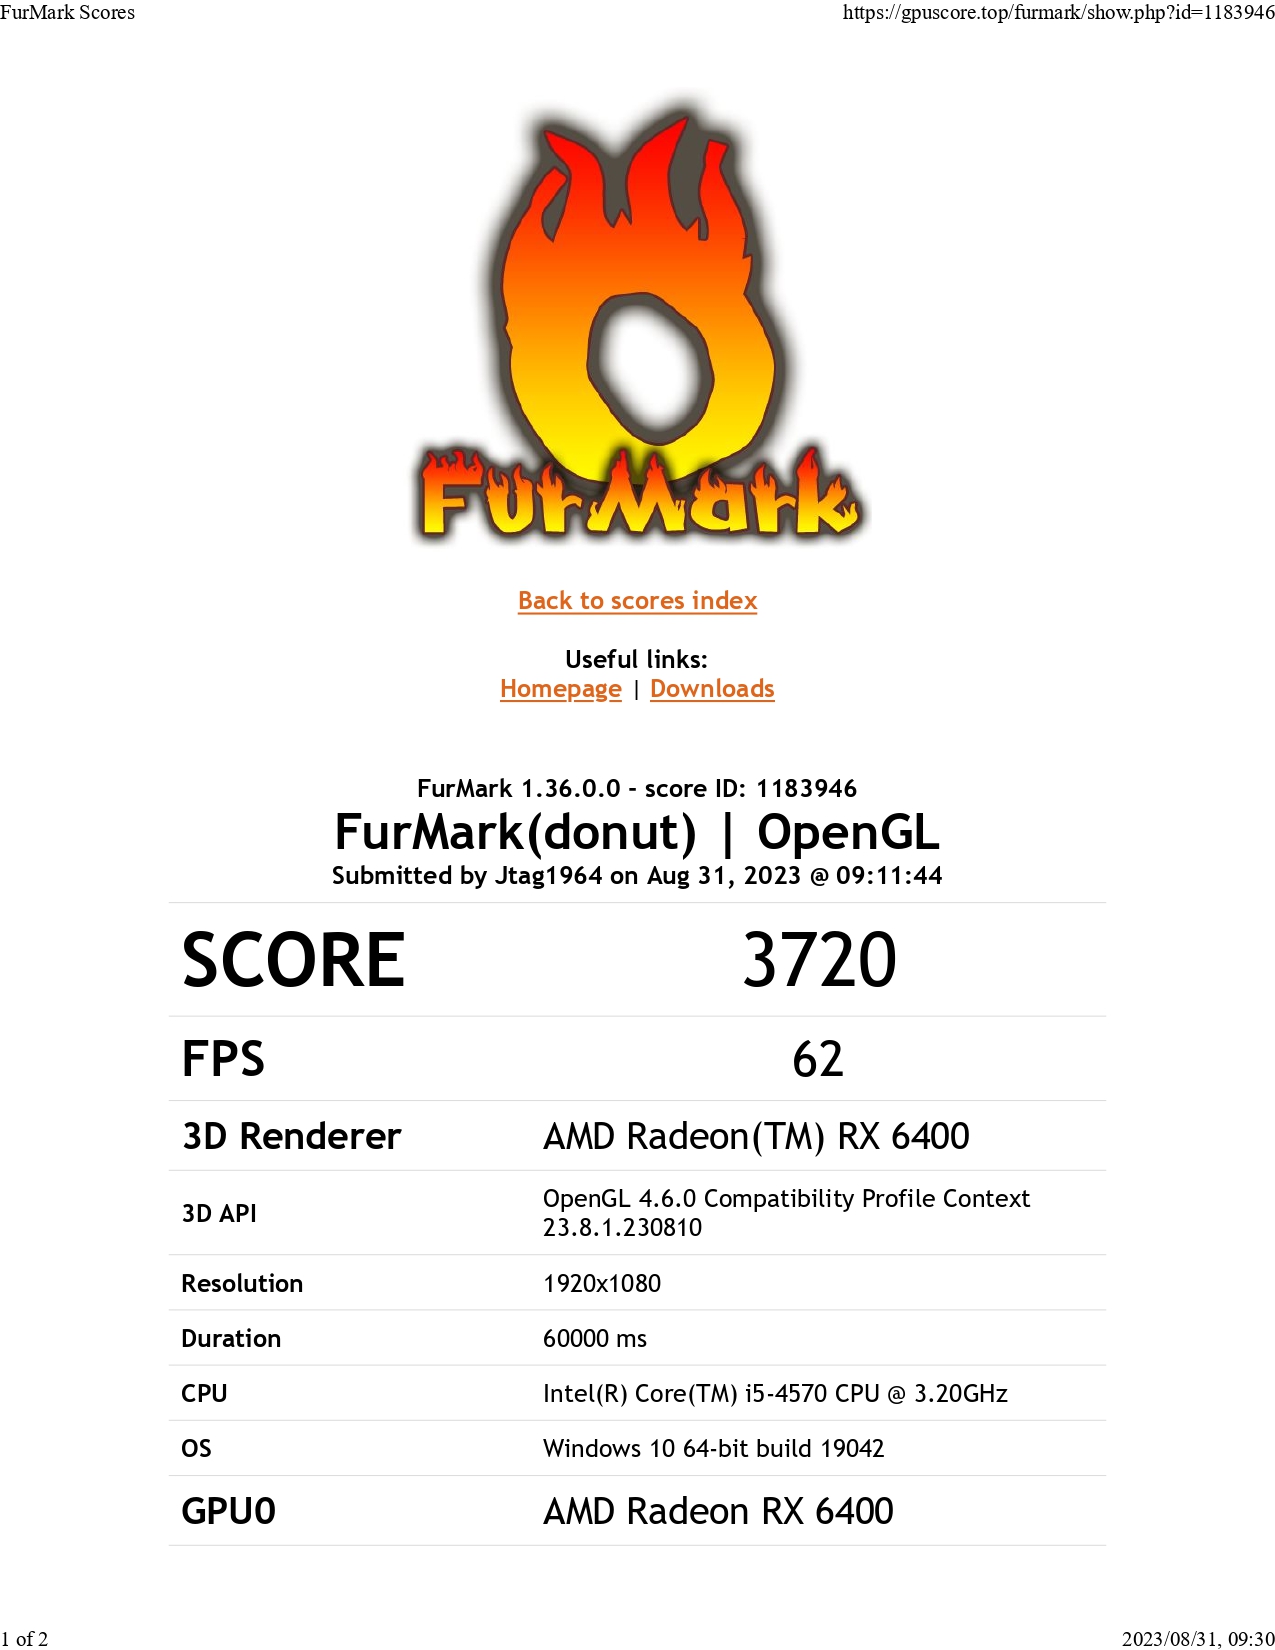 FurMark Scores https://gpuscore.top/furmark/show.php?id=1183946
FurMark
Back to scores index
Useful links:
Homepage | Downloads
FurMark 1.36.0.0 - score ID: 1183946
FurMark(donut) | OpenGL
Submitted by Jtag1964 on Aug 31, 2023 @ 09:11:44
SCORE 3720
FPS 62
3D Renderer AMD Radeon(TM) RX 6400
3D API OpenGL 4.6.0 Compatibility Profile Context
23.8.1.230810
Resolution 1920x1080
Duration 60000 ms
CPU Intel(R) Core(TM) i5-4570 CPU @ 3.20GHz
OS Windows 10 64-bit build 19042
GPU0 AMD Radeon RX 6400
1 of 2 2023/08/31, 09:30